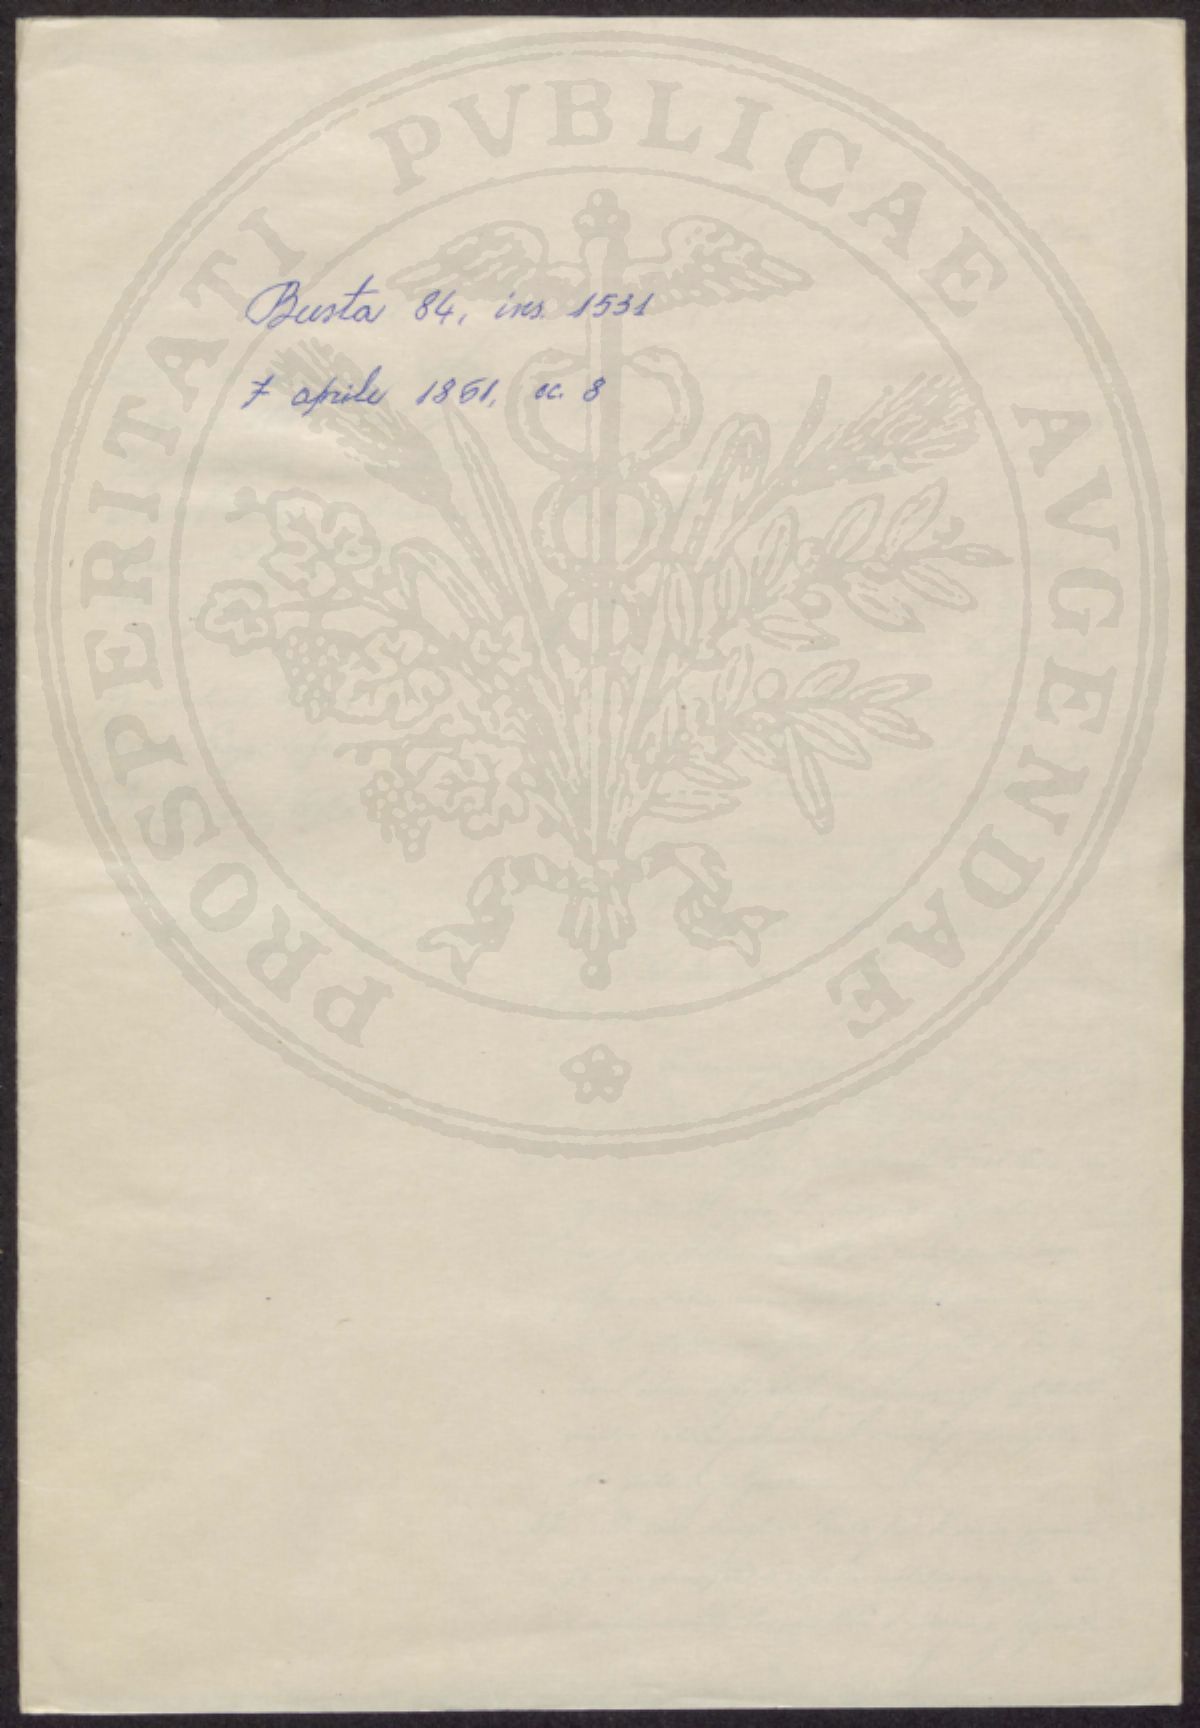 Busta 84, ins. 1531
7 aprile 1861, cc. 8
PROSPERITATI PVBLICAE AVGENDAE